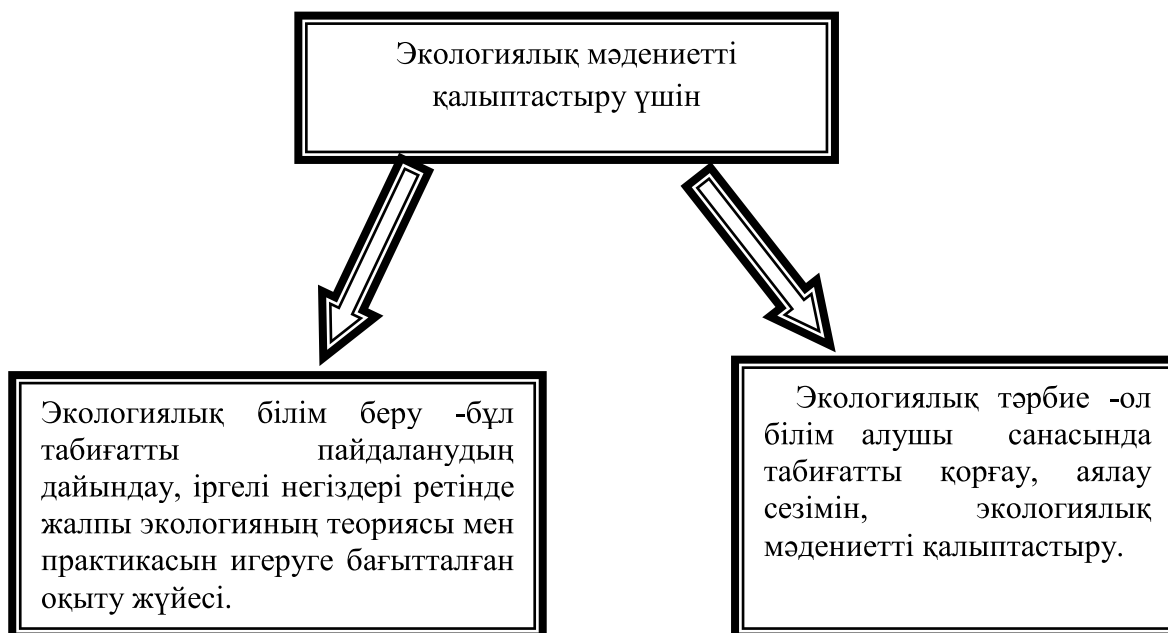 Экологиялық мәдениетті
қалыптастыру үшін
Экологиялық білім беру -бұл
табиғатты пайдаланудың
дайындау, іргелі негіздері ретінде
жалпы экологияның теориясы мен
практикасын игеруге бағытталған
оқыту жүйесі.
Экологиялық тәрбие -ол
білім алушы санасында
табиғатты қорғау, аялау
сезімін, экологиялық
мәдениетті қалыптастыру.